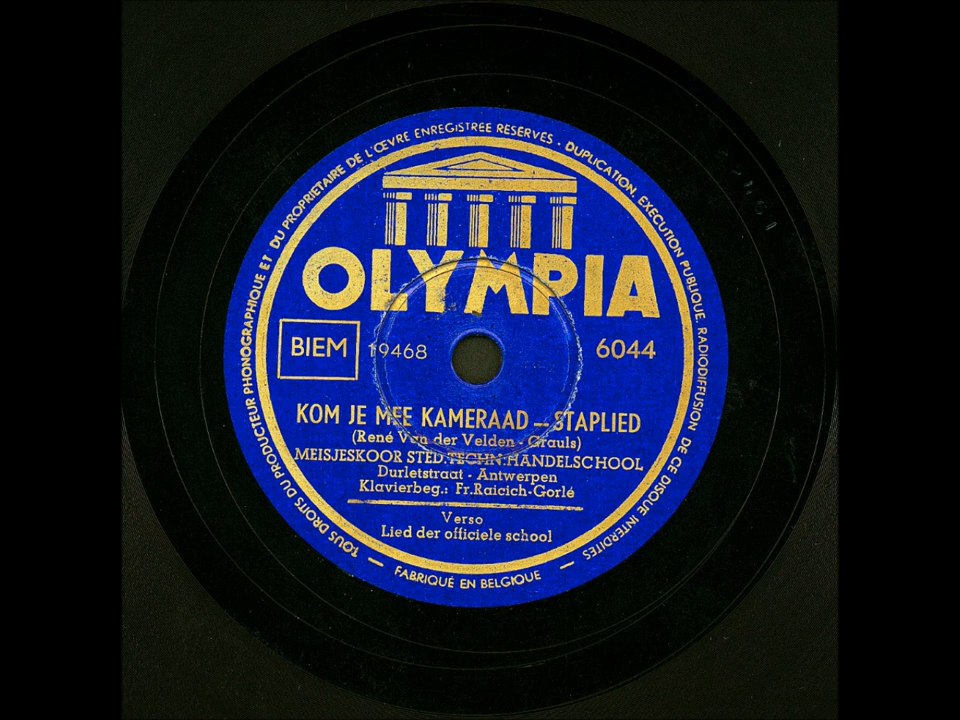 TOUS DROITS DU PRODUCTEUR PHONOGRAPHIQUE ET DU PROPRIETAIRE DE L'ŒVRE ENREGISTREE RESERVES - DUPLICATION, EXECUTION PUBLIQUE, RADIODIFFUSION DE CE DISQUE INTERDITES
OLYMPIA
BIEM 19468 6044
KOM JE MEE KAMERAAD – STAPLIED
(René Van der Velden - Grauls)
MEISJESKOOR STED.TECHN.HANDELSCHOOL
Durletstraat - Antwerpen
Klavierbeg.: Fr.Raicich-Gorlé
Verso
Lied der officiele school
— FABRIQUÉ EN BELGIQUE —